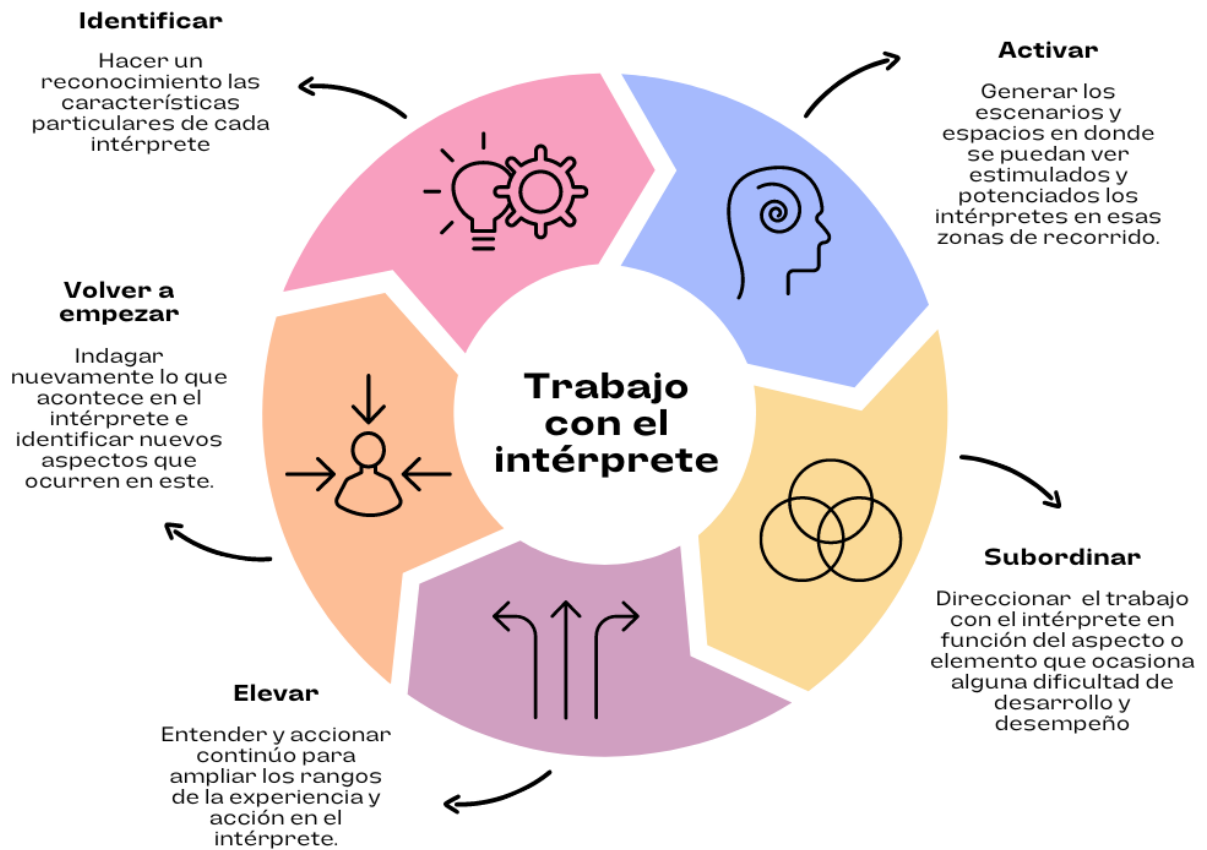 Identificar
Hacer un
reconocimiento las
características
particulares de cada
intérprete
Activar
Generar los
escenarios y
espacios en donde
se puedan ver
estimulados y
potenciados los
intérpretes en esas
zonas de recorrido.
Trabajo
con el
intérprete
Subordinar
Direccionar el trabajo
con el intérprete en
función del aspecto o
elemento que ocasiona
alguna dificultad de
desarrollo y
desempeño
Elevar
Entender y accionar
continúo para
ampliar los rangos
de la experiencia y
acción en el
intérprete.
Volver a
empezar
Indagar
nuevamente lo que
acontece en el
intérprete e
identificar nuevos
aspectos que
ocurren en este.